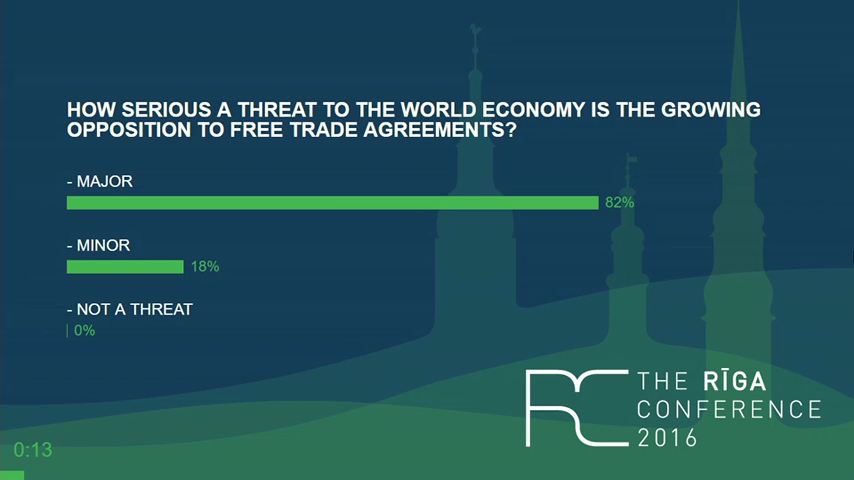 HOW SERIOUS A THREAT TO THE WORLD ECONOMY IS THE GROWING
OPPOSITION TO FREE TRADE AGREEMENTS?
- MAJOR
82%
- MINOR
18%
- NOT A THREAT
0%
RC
THE RĪGA
CONFERENCE
2016
0:13